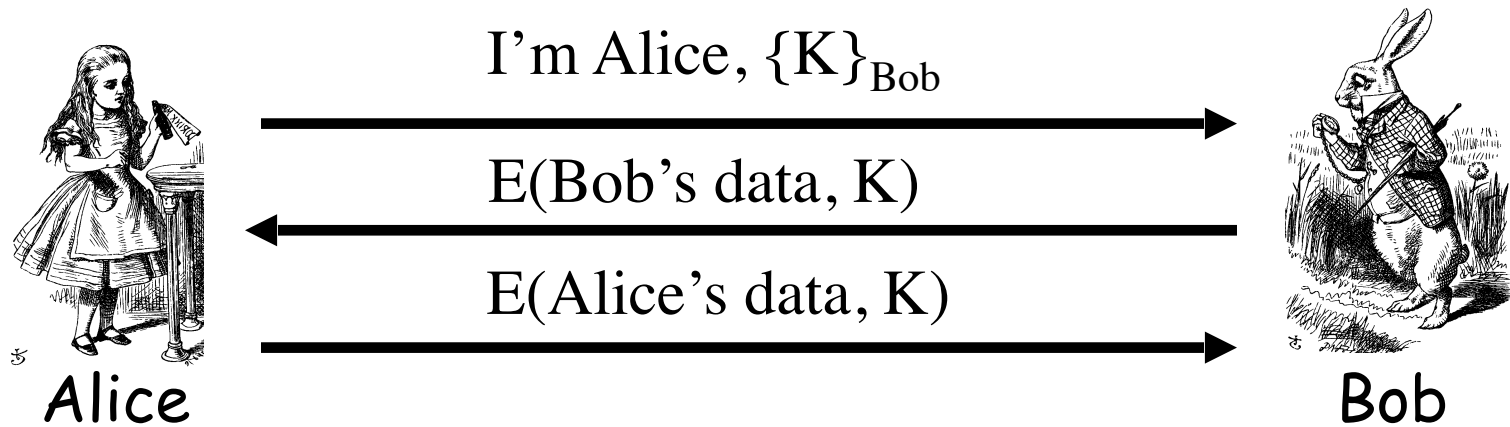 I’m Alice, {K}Bob
E(Bob’s data, K)
E(Alice’s data, K)
Alice
Bob